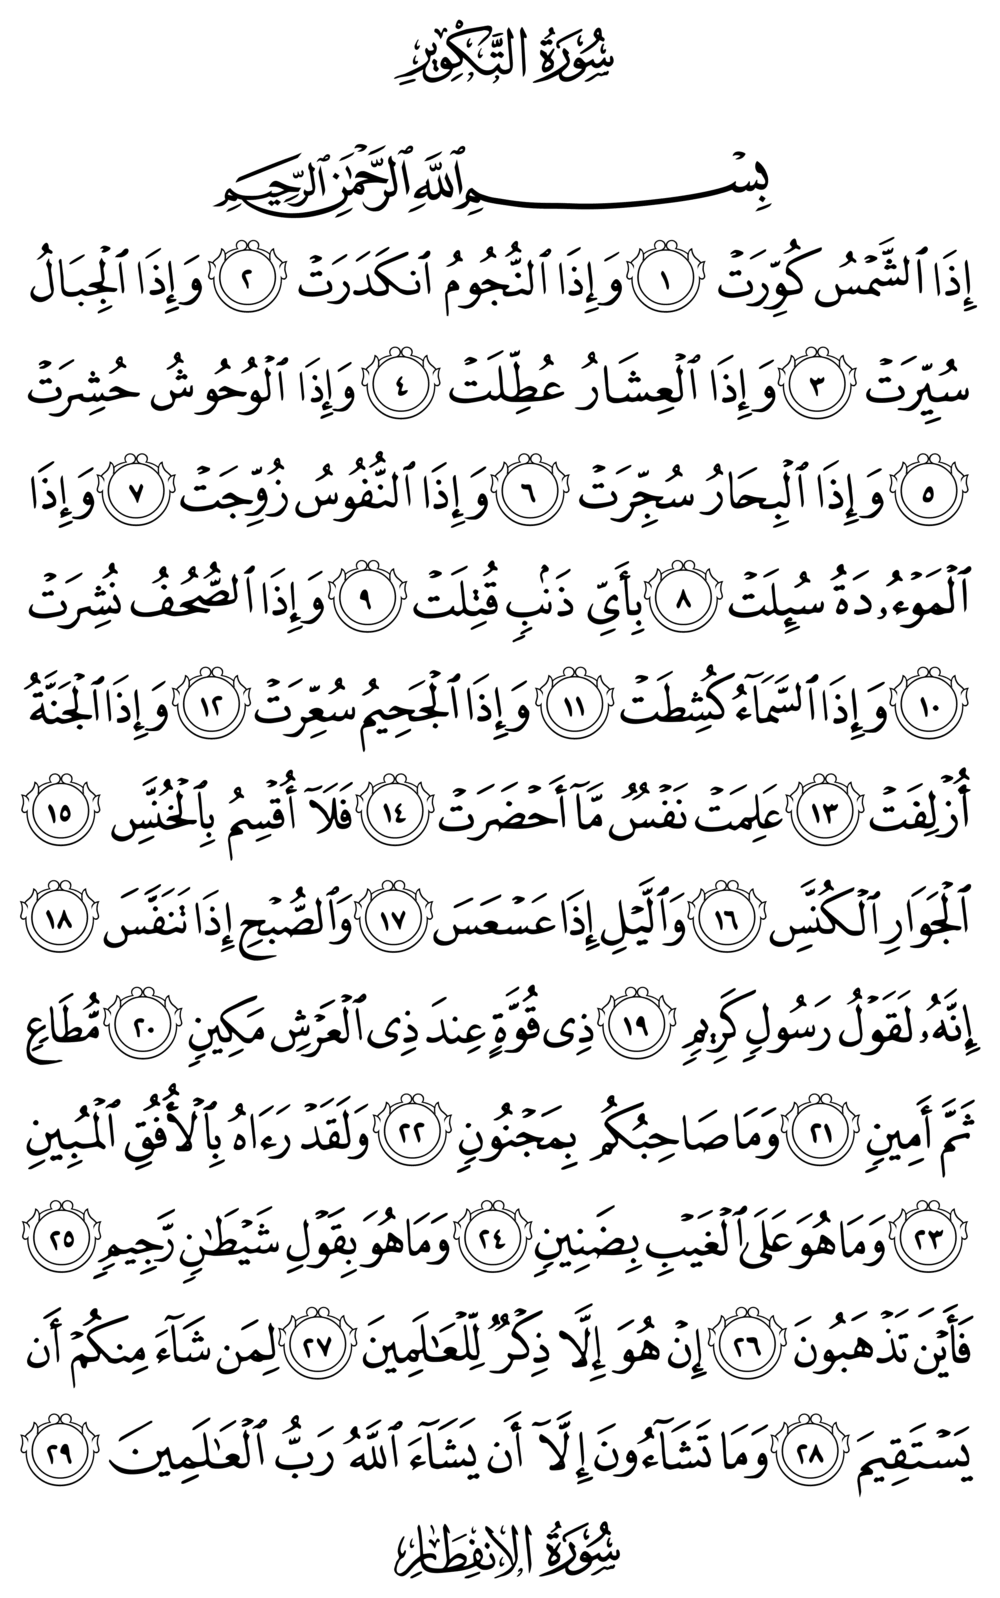 سُورَةُ التَّكْوِيرِ
بِسْمِ ٱللَّهِ ٱلرَّحْمَٰنِ ٱلرَّحِيمِ
إِذَا ٱلشَّمْسُ كُوِّرَتْ ١ وَإِذَا ٱلنُّجُومُ ٱنكَدَرَتْ ٢ وَإِذَا ٱلْجِبَالُ
سُيِّرَتْ ٣ وَإِذَا ٱلْعِشَارُ عُطِّلَتْ ٤ وَإِذَا ٱلْوُحُوشُ حُشِرَتْ
٥ وَإِذَا ٱلْبِحَارُ سُجِّرَتْ ٦ وَإِذَا ٱلنُّفُوسُ زُوِّجَتْ ٧ وَإِذَا
ٱلْمَوْءُۥدَةُ سُئِلَتْ ٨ بِأَيِّ ذَنۢبٍ قُتِلَتْ ٩ وَإِذَا ٱلصُّحُفُ نُشِرَتْ
١٠ وَإِذَا ٱلسَّمَآءُ كُشِطَتْ ١١ وَإِذَا ٱلْجَحِيمُ سُعِّرَتْ ١٢ وَإِذَا ٱلْجَنَّةُ
أُزْلِفَتْ ١٣ عَلِمَتْ نَفْسٌ مَّآ أَحْضَرَتْ ١٤ فَلَآ أُقْسِمُ بِٱلْخُنَّسِ ١٥
ٱلْجَوَارِ ٱلْكُنَّسِ ١٦ وَٱلَّيْلِ إِذَا عَسْعَسَ ١٧ وَٱلصُّبْحِ إِذَا تَنَفَّسَ ١٨
إِنَّهُۥ لَقَوْلُ رَسُولٍ كَرِيمٍ ١٩ ذِى قُوَّةٍ عِندَ ذِى ٱلْعَرْشِ مَكِينٍ ٢٠ مُّطَاعٍ
ثَمَّ أَمِينٍ ٢١ وَمَا صَاحِبُكُم بِمَجْنُونٍ ٢٢ وَلَقَدْ رَءَاهُ بِٱلْأُفُقِ ٱلْمُبِينِ
٢٣ وَمَا هُوَ عَلَى ٱلْغَيْبِ بِضَنِينٍ ٢٤ وَمَا هُوَ بِقَوْلِ شَيْطَٰنٍ رَّجِيمٍ ٢٥
فَأَيْنَ تَذْهَبُونَ ٢٦ إِنْ هُوَ إِلَّا ذِكْرٌ لِّلْعَٰلَمِينَ ٢٧ لِمَن شَآءَ مِنكُمْ أَن
يَسْتَقِيمَ ٢٨ وَمَا تَشَآءُونَ إِلَّآ أَن يَشَآءَ ٱللَّهُ رَبُّ ٱلْعَٰلَمِينَ ٢٩
سُورَةُ الِانفِطَارِ